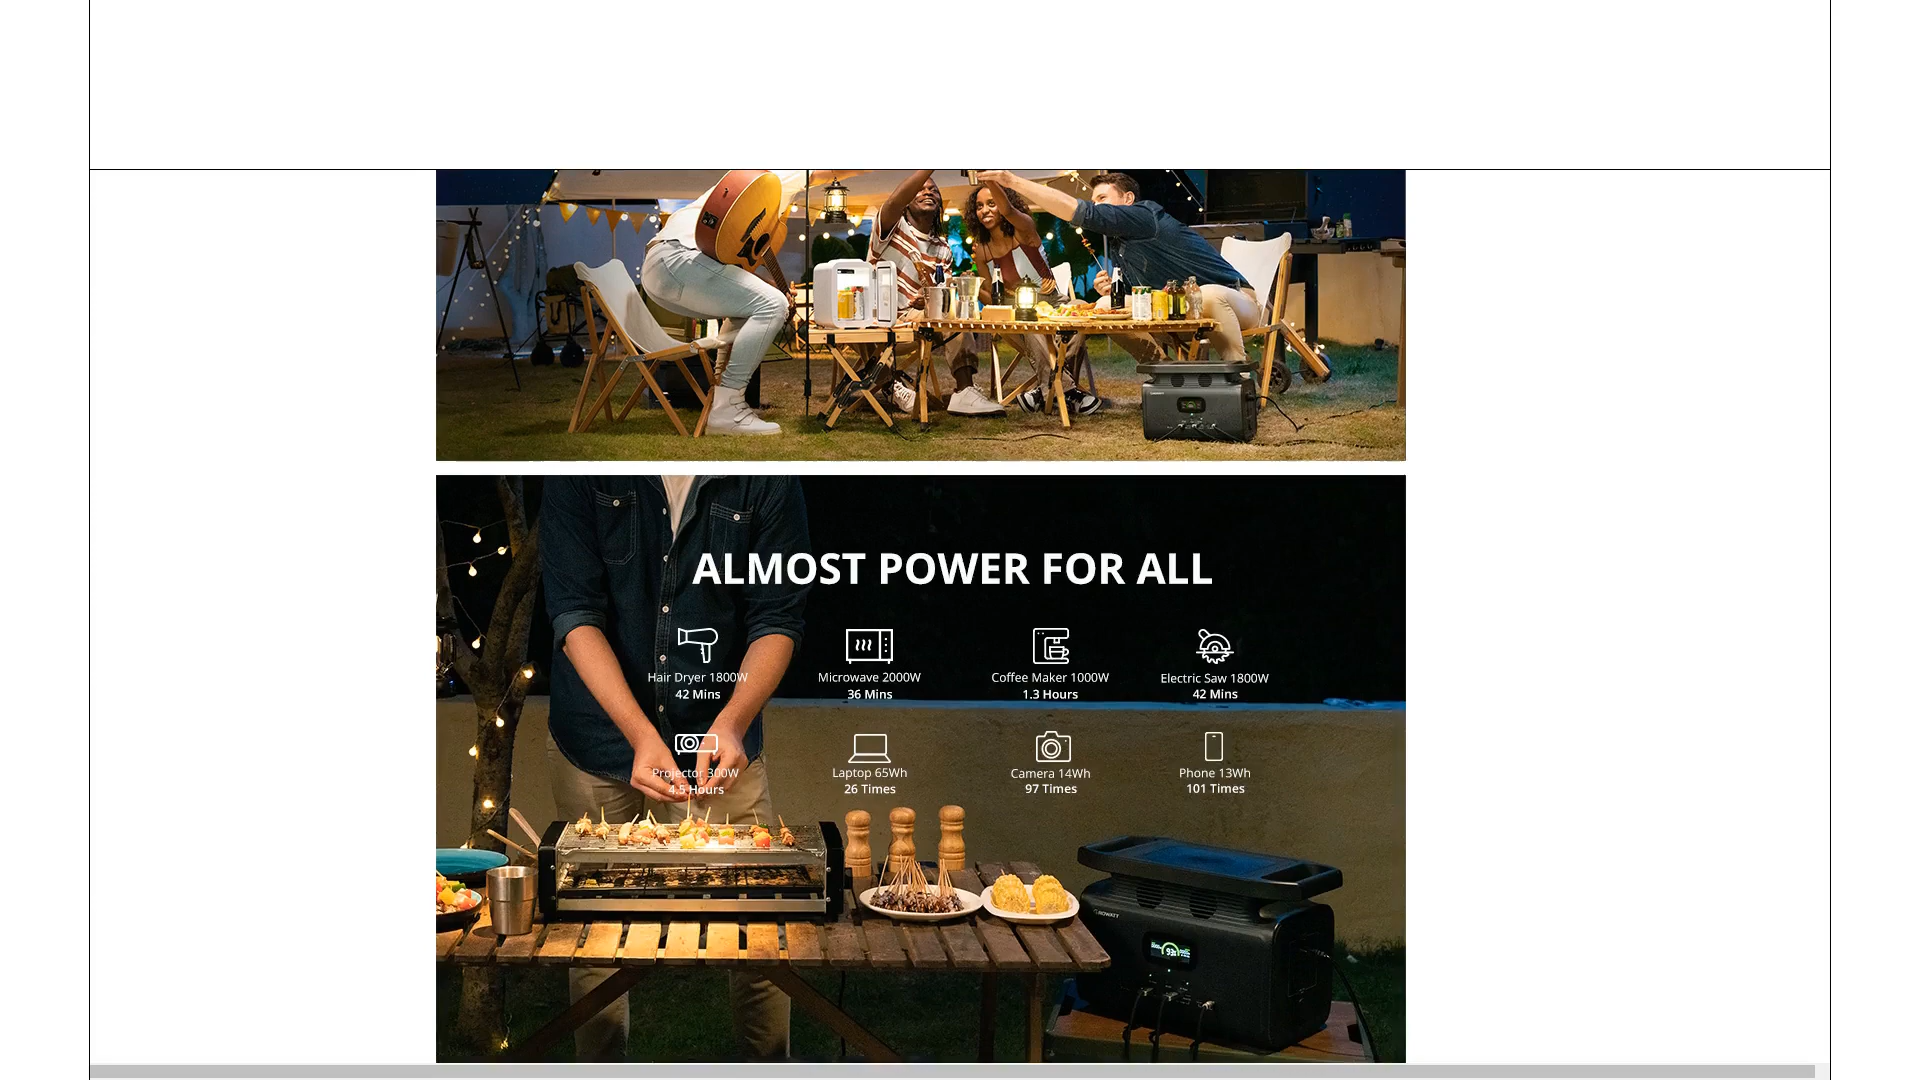 ALMOST POWER FOR ALL
Hair Dryer 1800W
42 Mins
Microwave 2000W
36 Mins
Coffee Maker 1000W
1.3 Hours
Electric Saw 1800W
42 Mins
Projector 300W
4.5 Hours
Laptop 65Wh
26 Times
Camera 14Wh
97 Times
Phone 13Wh
101 Times